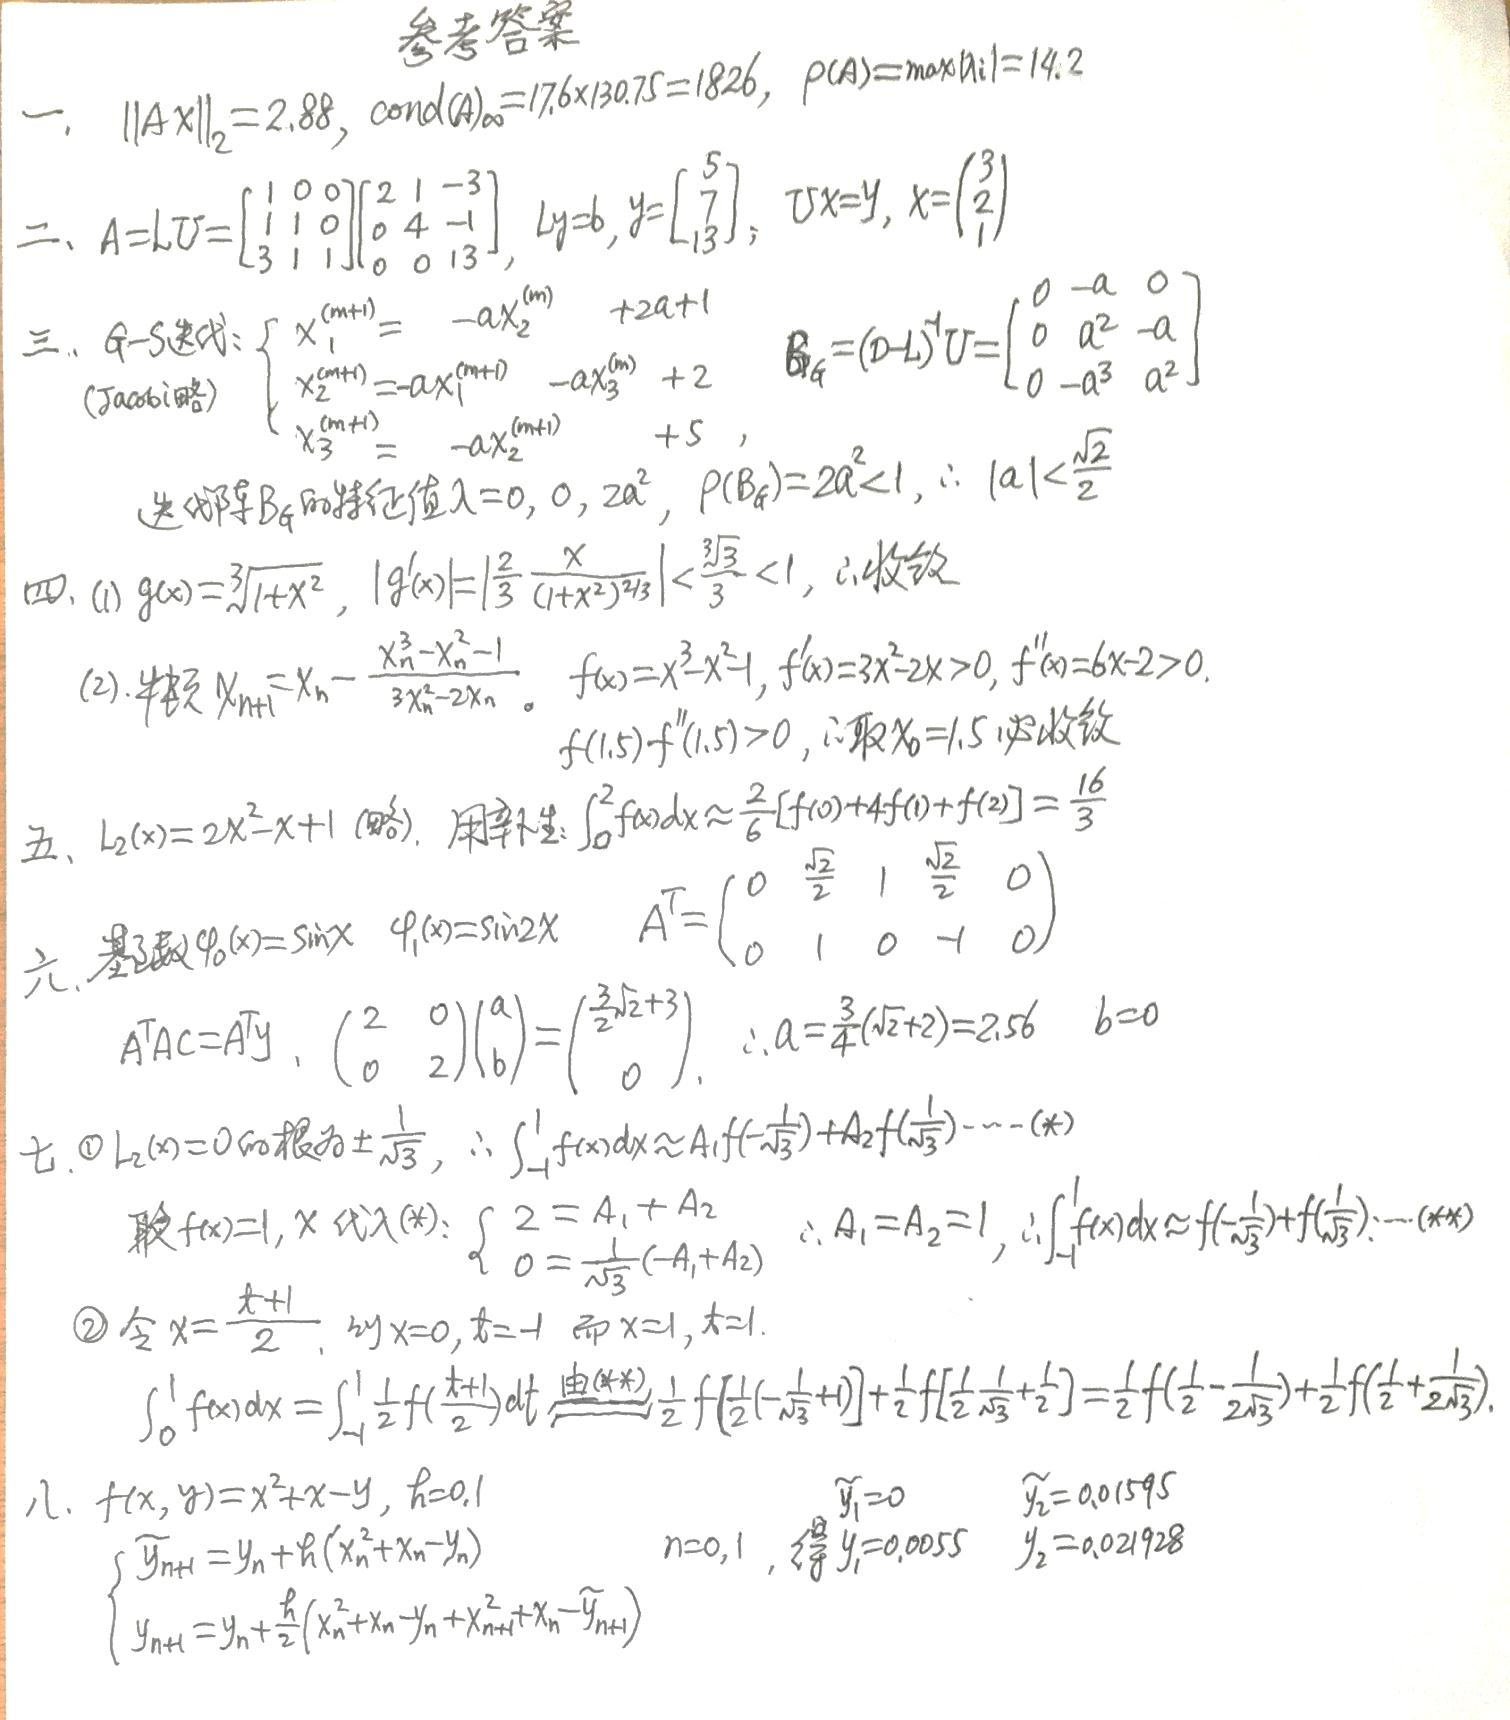 参考答案
一、 ||AX||₂=2.88, cond(A)∞=17.6×130.75=1826, ρ(A)=max|λi|=14.2
二、 A=LU=[1 0 0; 1 1 0; 3 1 1][2 1 -3; 0 4 -1; 0 0 13], Ly=b, y=[5; 7; 13]; UX=y, X=(3; 2; 1)
三、 G-S迭代: { x₁^(m+1) = -ax₂^(m) +2a+1
(Jacobi略) x₂^(m+1) = -ax₁^(m+1) -ax₃^(m) +2
x₃^(m+1) = -ax₂^(m+1) +5 ,
B_G=(D-L)⁻¹U=[0 -a 0; 0 a² -a; 0 -a³ a²]
迭代阵B_G的特征值λ=0, 0, 2a², ρ(B_G)=2a²<1, ∴ |a|<√2/2
四、(1) g(x)=∛(1+x²), |g'(x)|=|2/3 x/(1+x²)^(2/3)|<∛3/3<1, ∴收敛
(2). 牛顿 x_{n+1}=x_n-(x_n³-x_n²-1)/(3x_n²-2x_n)。 f(x)=x³-x²-1, f'(x)=3x²-2x>0, f''(x)=6x-2>0.
f(1.5)·f''(1.5)>0, ∴取x₀=1.5必收敛
五、 L₂(x)=2x²-x+1 (略). 用辛卜生: ∫₀² f(x)dx≈2/6[f(0)+4f(1)+f(2)]=16/3
六、基函数φ₀(x)=sinx φ₁(x)=sin2x Aᵀ=(0 √2/2 1 √2/2 0; 0 1 0 -1 0)
AᵀAC=Aᵀy , (2 0; 0 2)(a; b)=(3/2√2+3; 0). ∴a=3/4(√2+2)=2.56 b=0
七.① L₂(x)=0的根为±1/√3, ∴ ∫₋₁¹ f(x)dx≈A₁f(-1/√3)+A₂f(1/√3)----(*)
取f(x)=1, x 代入(*): { 2=A₁+A₂
0=1/√3(-A₁+A₂) ∴A₁=A₂=1, ∴∫₋₁¹ f(x)dx≈f(-1/√3)+f(1/√3).---(**)
② 令 x=(t+1)/2 . 则x=0, t=-1 而 x=1, t=1.
∫₀¹ f(x)dx=∫₋₁¹ 1/2 f((t+1)/2)dt 由(**) 1/2 f[1/2(-1/√3+1)]+1/2 f[1/2 1/√3+1/2]=1/2 f(1/2-1/(2√3))+1/2 f(1/2+1/(2√3)).
八. f(x, y)=x²+x-y, h=0.1
{ ỹ_{n+1}=y_n+h(x_n²+x_n-y_n)
y_{n+1}=y_n+h/2(x_n²+x_n-y_n+x_{n+1}²+x_n-ỹ_{n+1})
ỹ₁=0 ỹ₂=0.01595
n=0,1 , 得 y₁=0.0055 y₂=0.021928